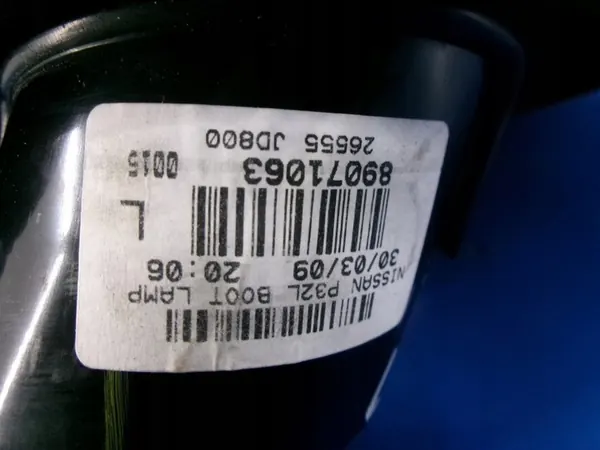 NISSAN P32L BOOT LAMP
30/03/09 20:06
L
89071063 0015
26555 JD800